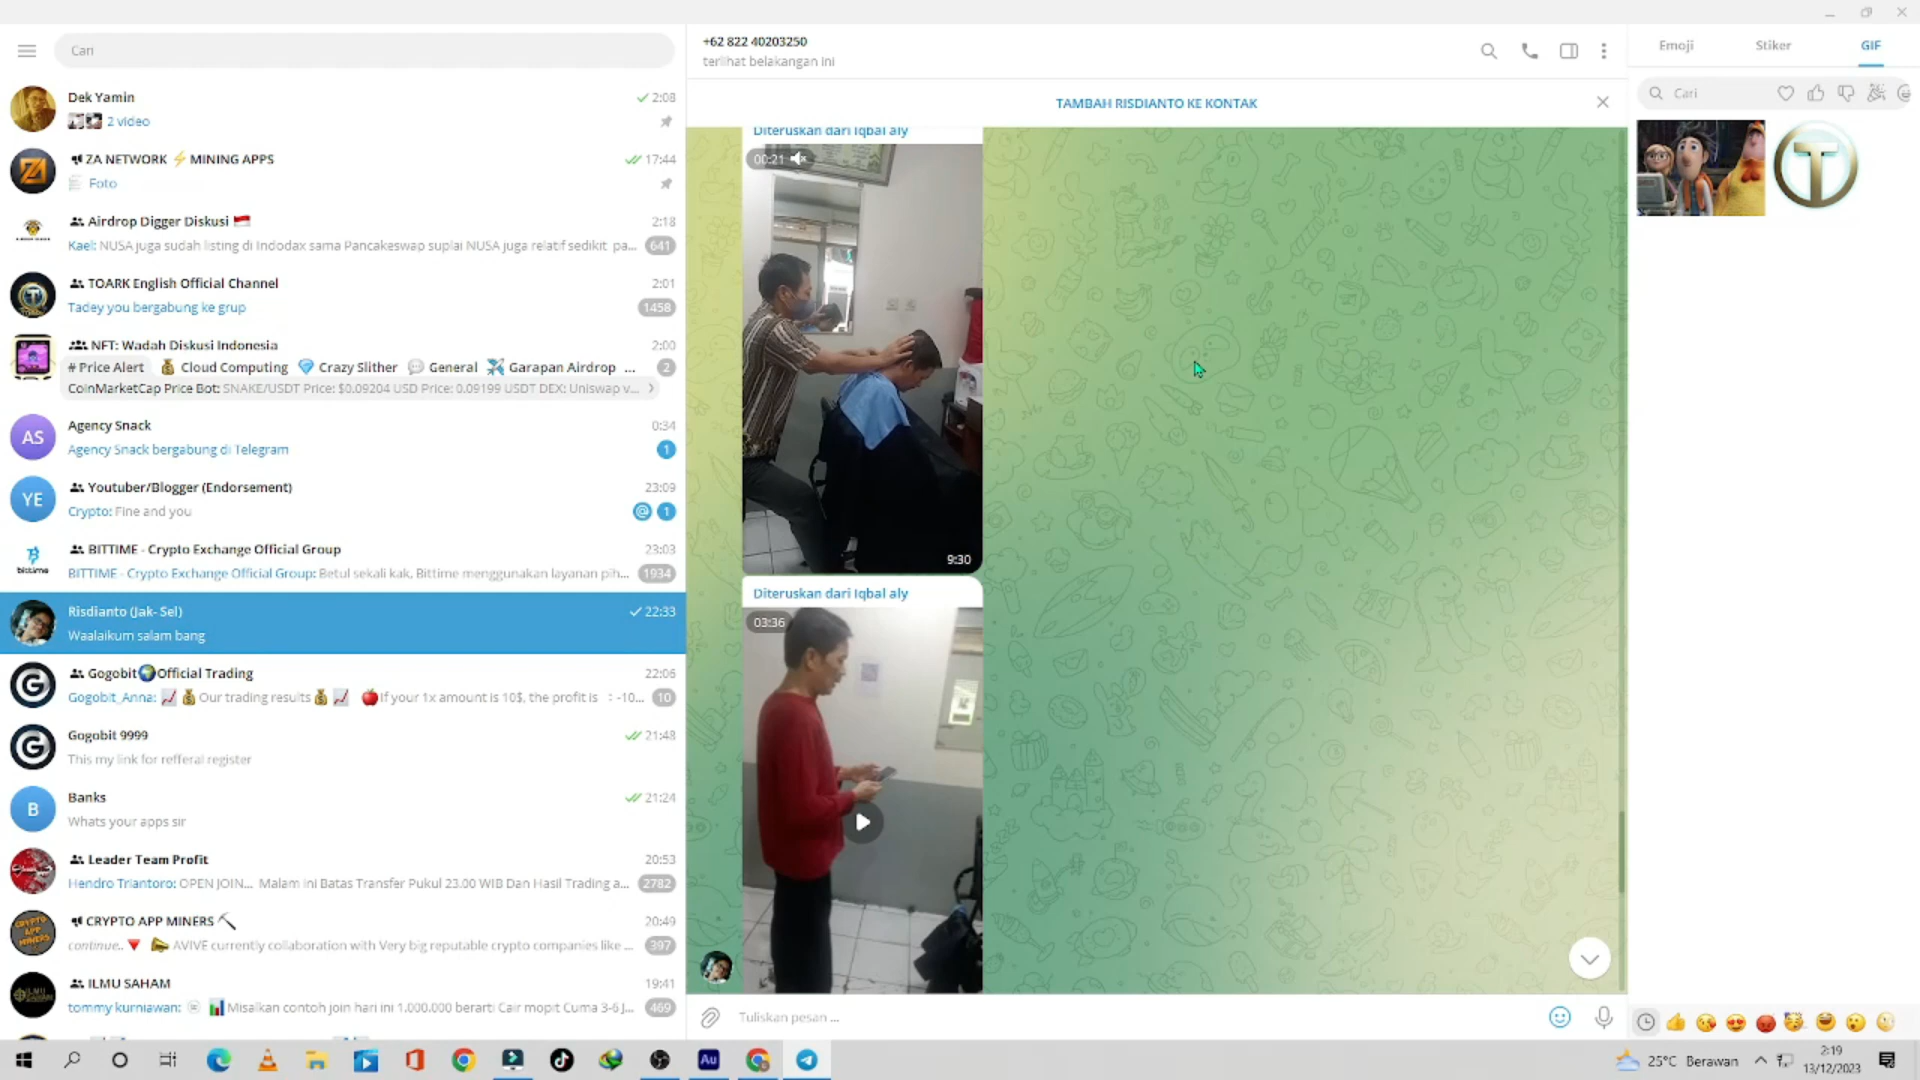 Cari
Dek Yamin
2:08
2 video
ZA NETWORK ⚡ MINING APPS
17:44
Foto
Airdrop Digger Diskusi 🇮🇩
2:18
Kael: NUSA juga sudah listing di Indodax sama Pancakeswap suplai NUSA juga relatif sedikit pa...
641
TOARK English Official Channel
2:01
Tadey you bergabung ke grup
1458
NFT: Wadah Diskusi Indonesia
2:00
# Price Alert 💰 Cloud Computing 💎 Crazy Slither 💬 General Garapan Airdrop ...
2
CoinMarketCap Price Bot: SNAKE/USDT Price: $0.09204 USD Price: 0.09199 USDT DEX: Uniswap v...
AS
Agency Snack
0:34
Agency Snack bergabung di Telegram
1
YE
Youtuber/Blogger (Endorsement)
23:09
Crypto: Fine and you
@ 1
bittime
BITTIME - Crypto Exchange Official Group
23:03
BITTIME - Crypto Exchange Official Group: Betul sekali kak, Bittime menggunakan layanan pih...
1934
Risdianto (Jak- Sel)
22:33
Waalaikum salam bang
Gogobit🌍Official Trading
22:06
Gogobit_Anna: 📈💰Our trading results💰📈 🍎If your 1x amount is 10$, the profit is : -10...
10
Gogobit 9999
21:48
This my link for refferal register
B
Banks
21:24
Whats your apps sir
Leader Team Profit
20:53
Hendro Triantoro: OPEN JOIN... Malam ini Batas Transfer Pukul 23.00 WIB Dan Hasil Trading a...
2782
CRYPTO APP MINERS ⛏
20:49
continue.. 🔻 📣 AVIVE currently collaboration with Very big reputable crypto companies like ...
397
ILMU SAHAM
19:41
tommy kurniawan: 📊Misalkan contoh join hari ini 1.000.000 berarti Cair mopit Cuma 3-6 J...
469
+62 822 40203250
terlihat belakangan ini
TAMBAH RISDIANTO KE KONTAK
Diteruskan dari Iqbal aly
00:21
9:30
Diteruskan dari Iqbal aly
03:36
Tuliskan pesan ...
Emoji Stiker GIF
Cari
Au
25°C Berawan
2:19
13/12/2023